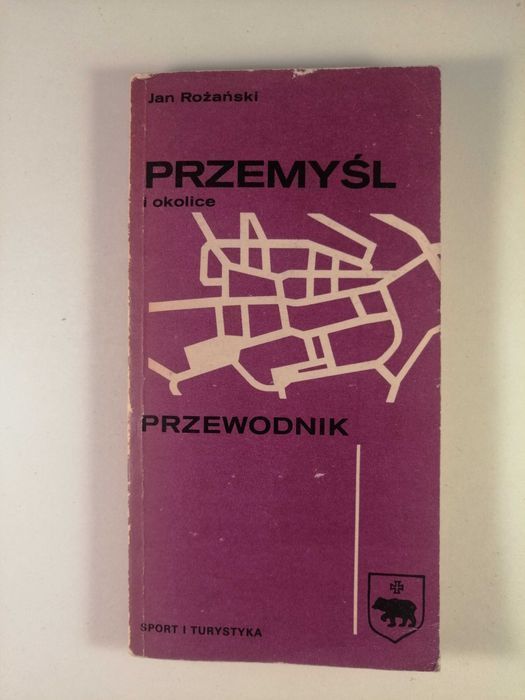 Jan Rożański
PRZEMYŚL
i okolice
PRZEWODNIK
SPORT I TURYSTYKA